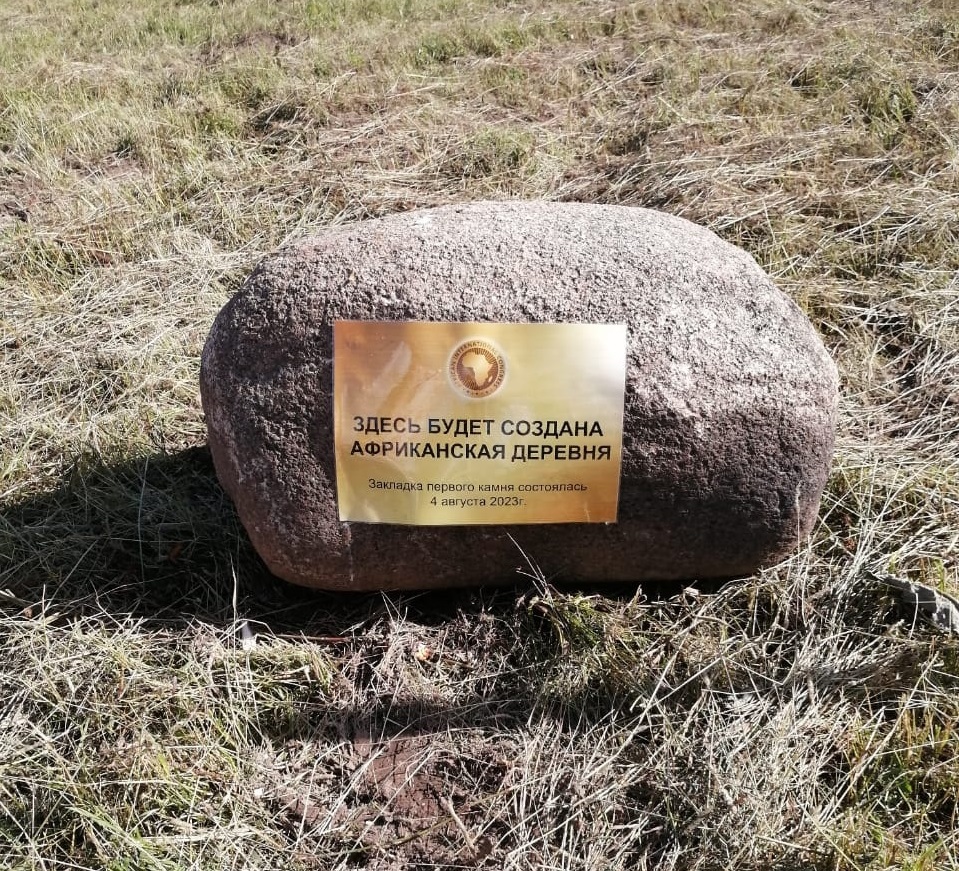 ЗДЕСЬ БУДЕТ СОЗДАНА
АФРИКАНСКАЯ ДЕРЕВНЯ
Закладка первого камня состоялась
4 августа 2023г.